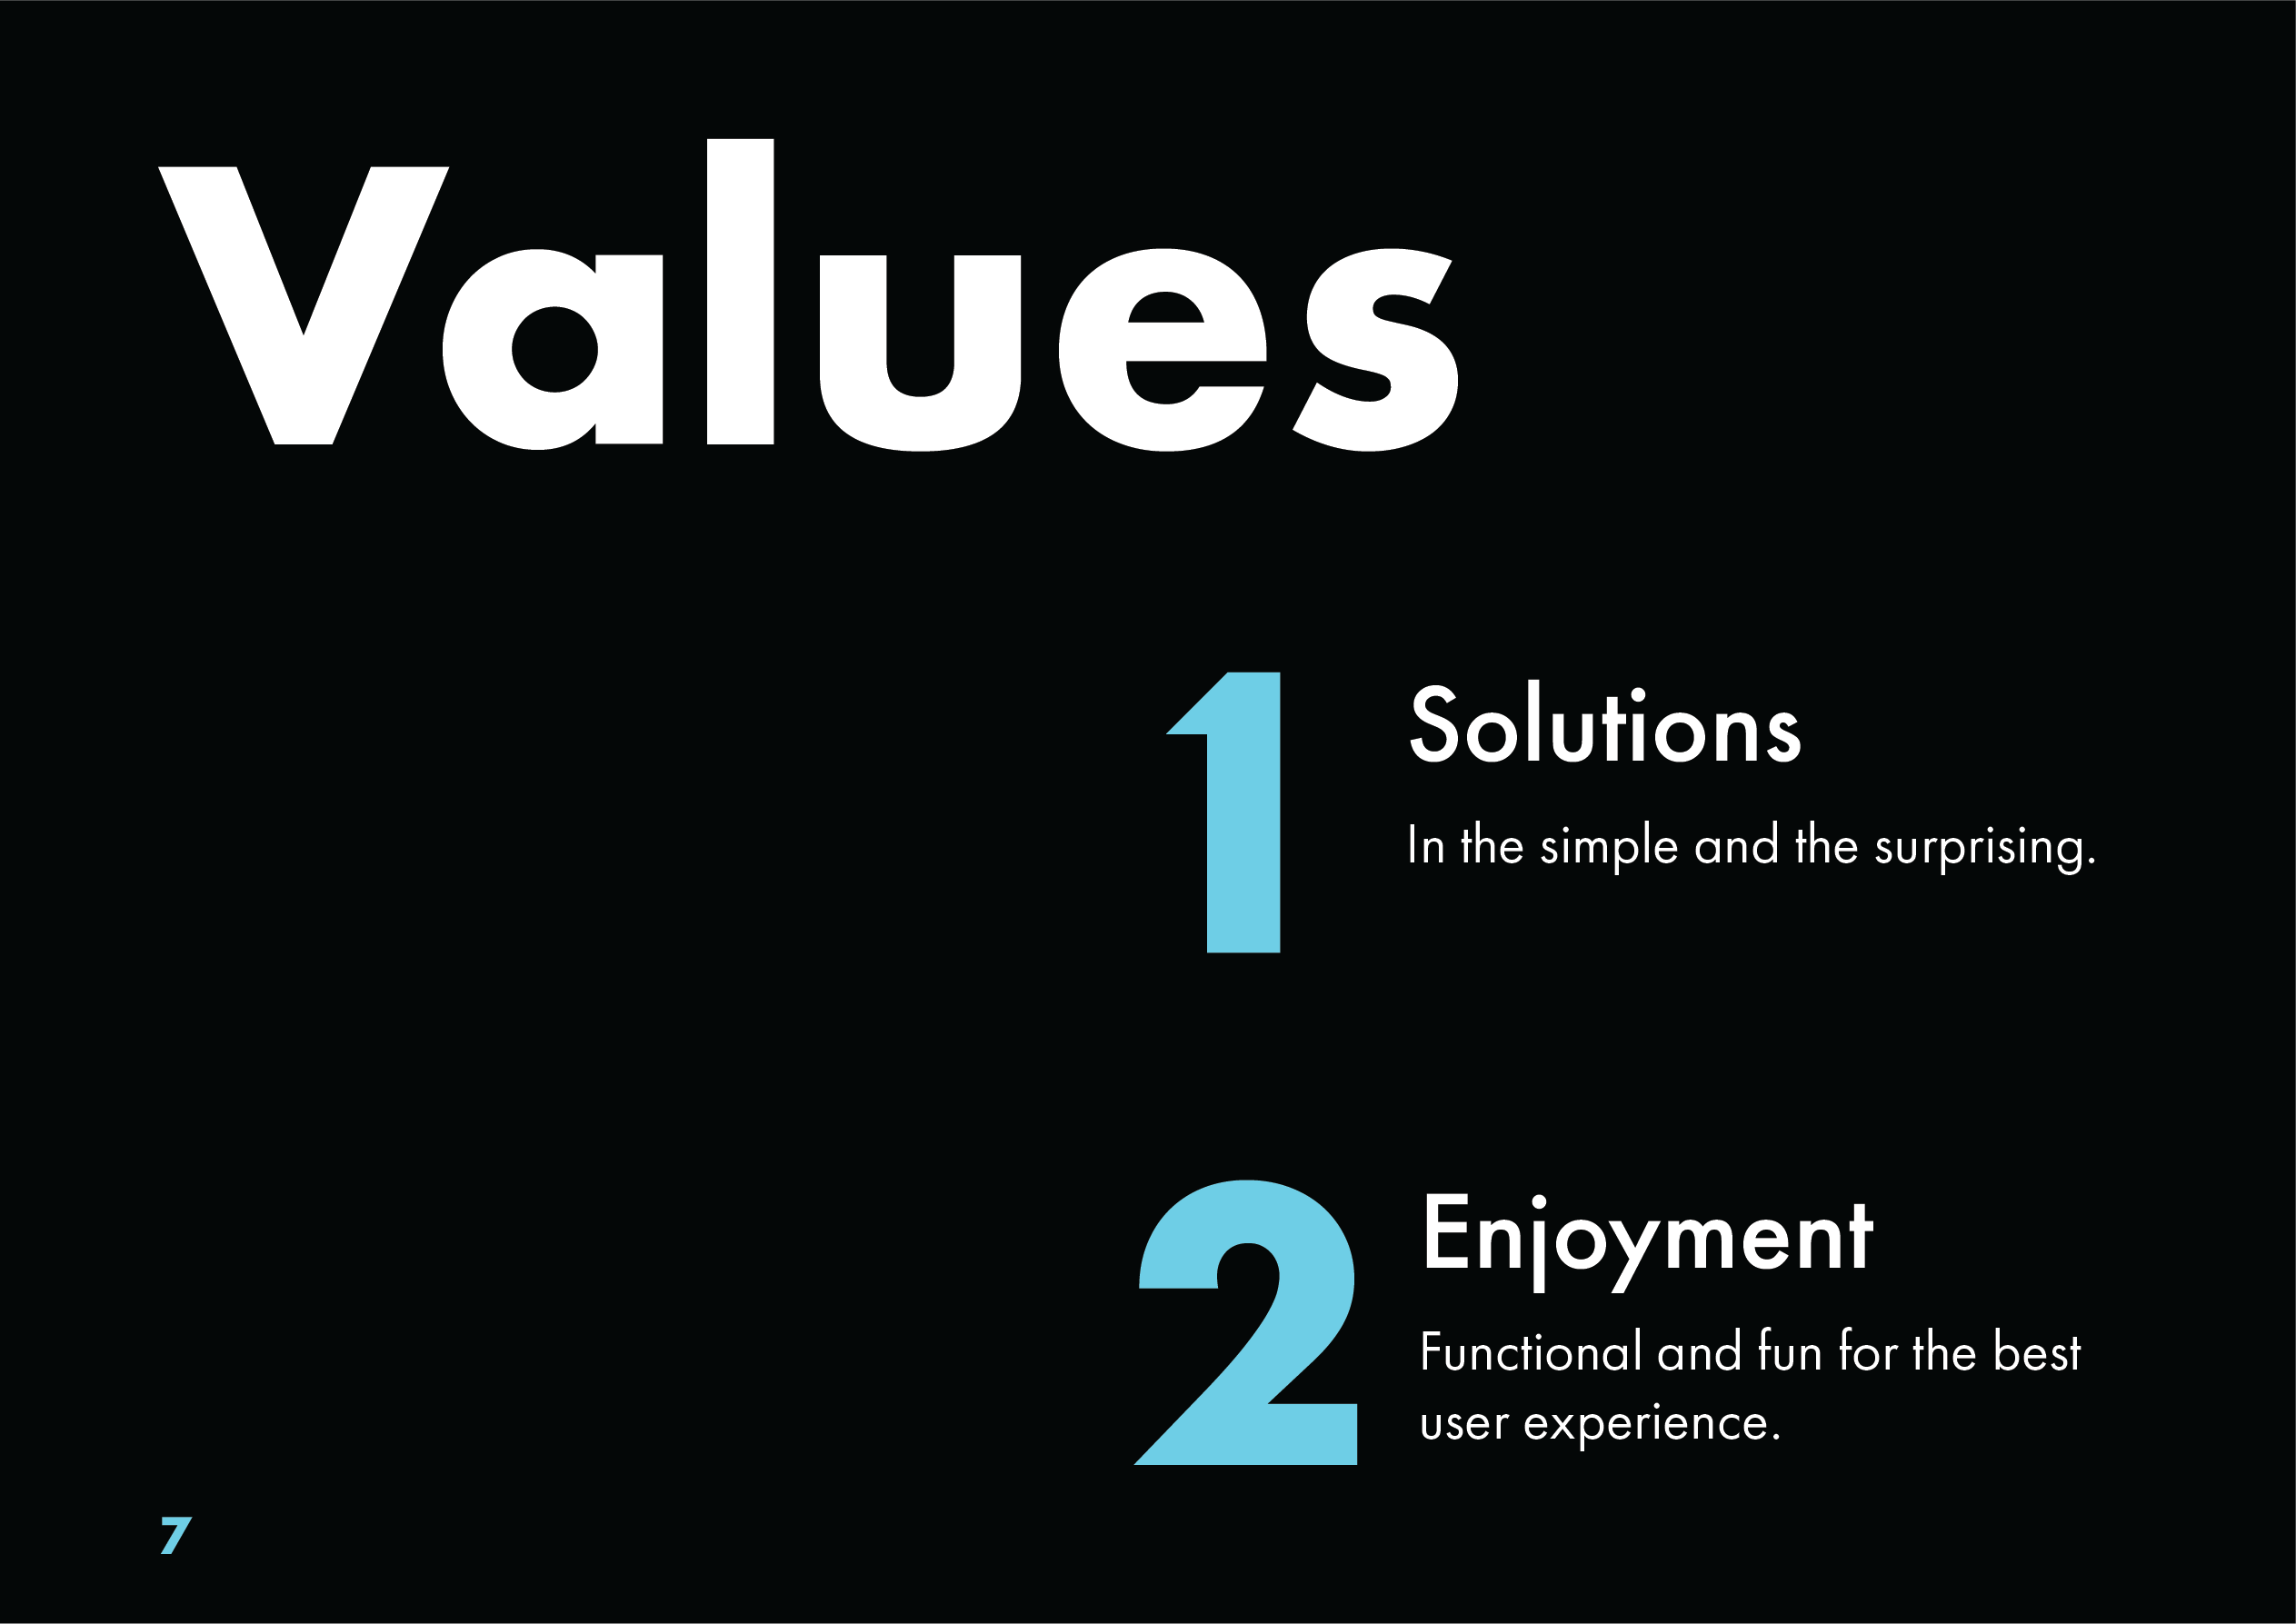 Values
1
Solutions
In the simple and the surprising.
2
Enjoyment
Functional and fun for the best
user experience.
7